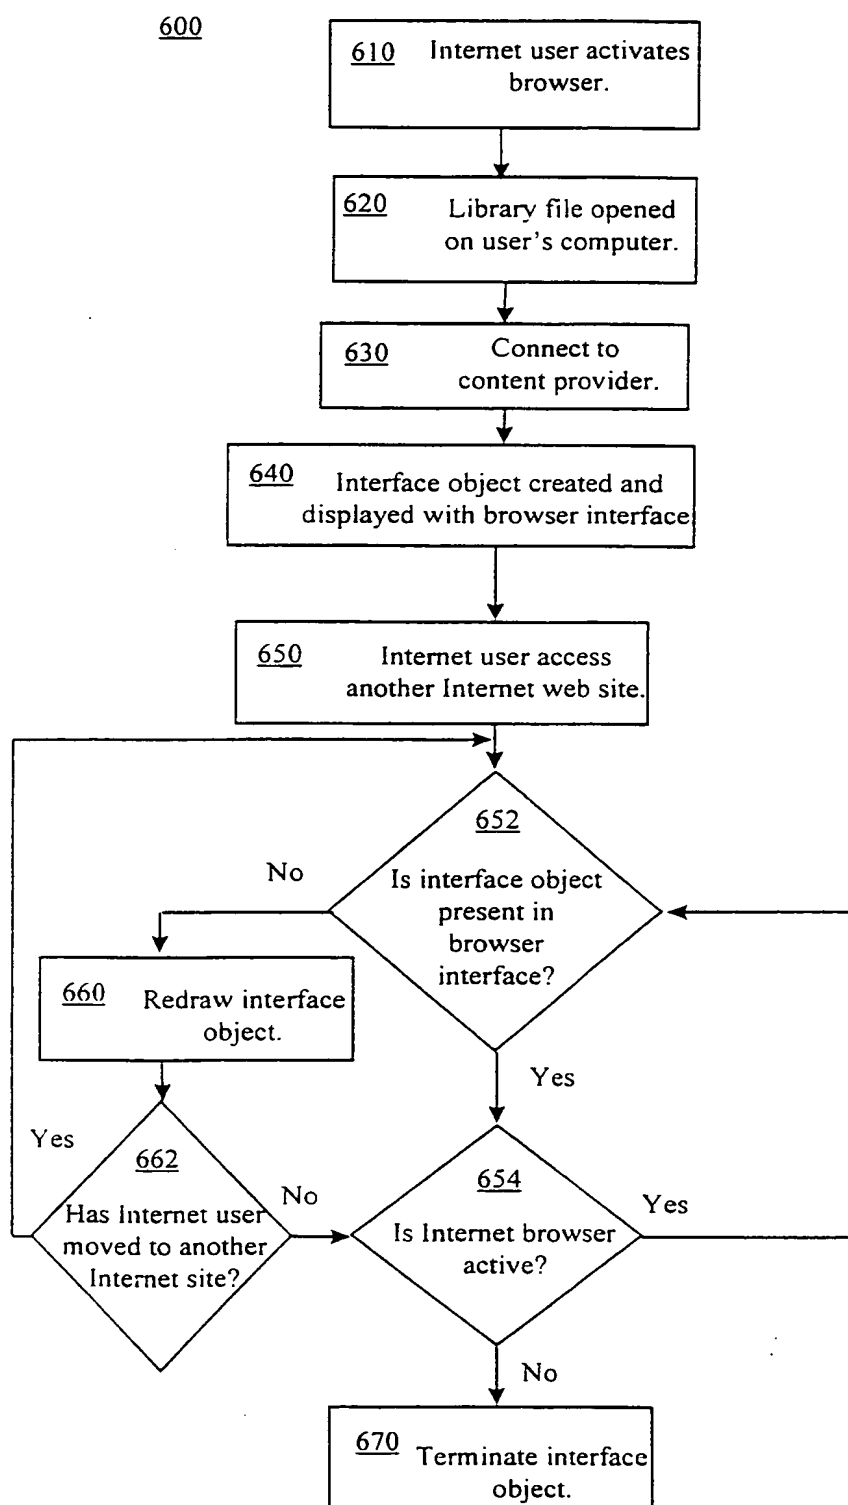 600
610 Internet user activates
browser.
620 Library file opened
on user's computer.
630 Connect to
content provider.
640 Interface object created and
displayed with browser interface
650 Internet user access
another Internet web site.
652
No
Is interface object
present in
browser
interface?
660 Redraw interface
object.
Yes
Yes
662
No
Has Internet user
moved to another
Internet site?
654
Yes
Is Internet browser
active?
No
670 Terminate interface
object.